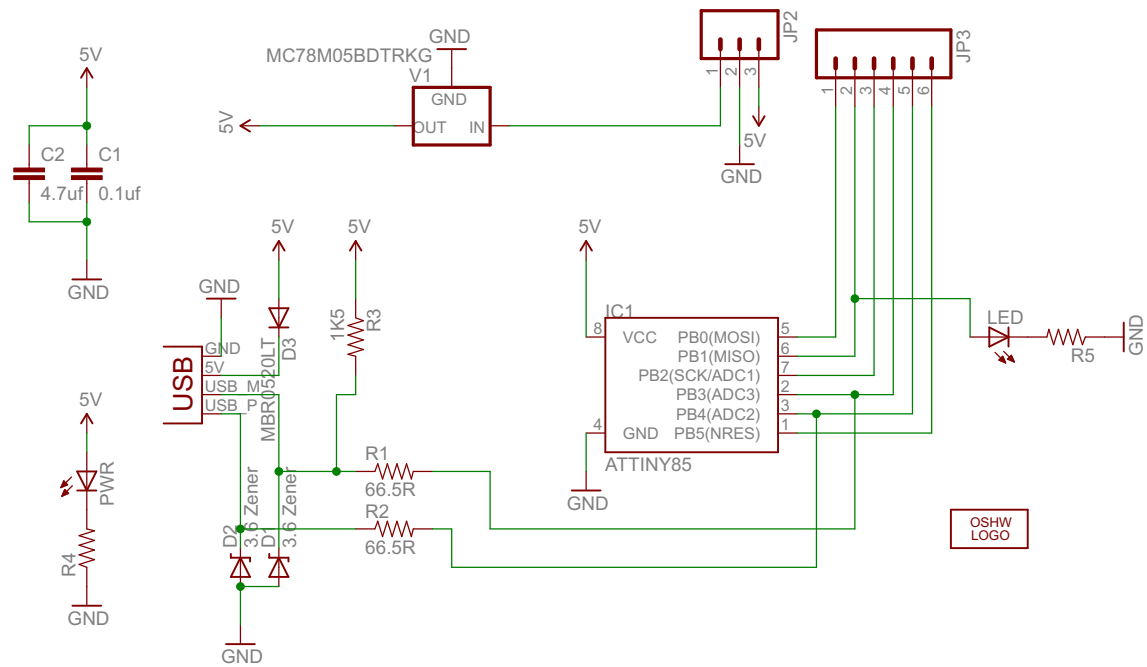 5V
C2
C1
4.7uf
0.1uf
GND
GND
MC78M05BDTRKG
V1
GND
OUT
IN
5V
JP2
1
2
3
5V
GND
JP3
1
2
3
4
5
6
5V
5V
GND
1K5
R3
D3
MBR0520LT
USB
GND
5V
USB_M
USB_P
5V
PWR
R4
GND
R1
66.5R
R2
66.5R
D2
3.6 Zener
D1
3.6 Zener
GND
5V
IC1
8
VCC
PB0(MOSI)
5
PB1(MISO)
6
PB2(SCK/ADC1)
7
PB3(ADC3)
2
PB4(ADC2)
3
4
GND
PB5(NRES)
1
ATTINY85
GND
LED
R5
GND
OSHW
LOGO